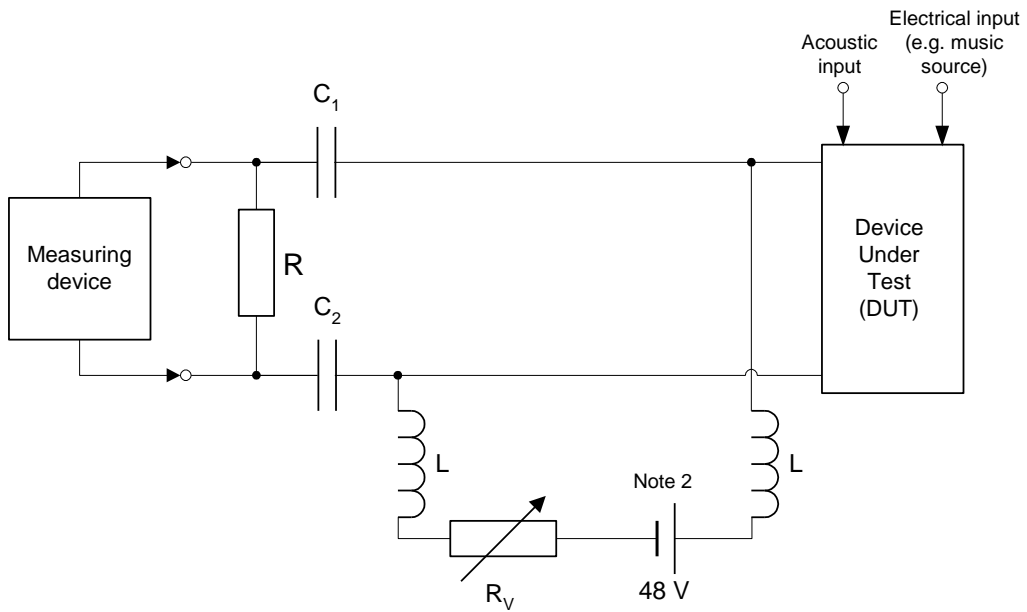 Electrical input
(e.g. music
source)
Acoustic
input
C1
Measuring
device
R
Device
Under
Test
(DUT)
C2
L
L
Note 2
48 V
RV